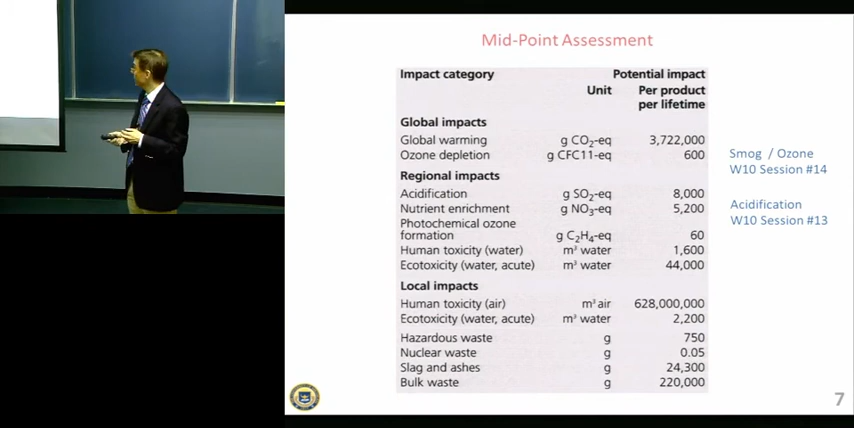 Mid-Point Assessment
Impact category Potential impact
Unit Per product
per lifetime
Global impacts
Global warming g CO₂-eq 3,722,000
Ozone depletion g CFC11-eq 600
Regional impacts
Acidification g SO₂-eq 8,000
Nutrient enrichment g NO₃-eq 5,200
Photochemical ozone
formation g C₂H₄-eq 60
Human toxicity (water) m³ water 1,600
Ecotoxicity (water, acute) m³ water 44,000
Local impacts
Human toxicity (air) m³ air 628,000,000
Ecotoxicity (water, acute) m³ water 2,200
Hazardous waste g 750
Nuclear waste g 0.05
Slag and ashes g 24,300
Bulk waste g 220,000
Smog / Ozone
W10 Session #14
Acidification
W10 Session #13
7